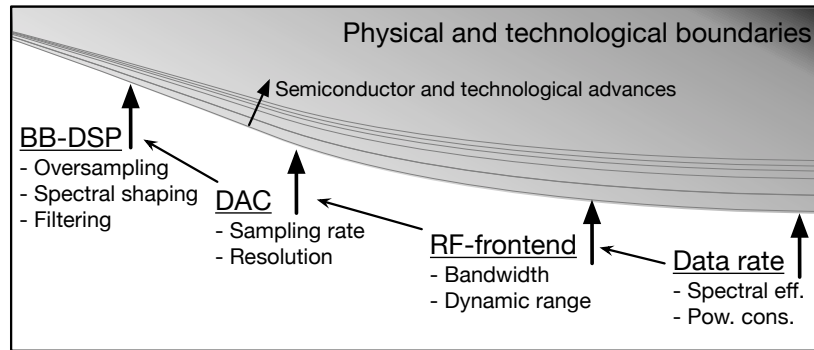 Physical and technological boundaries
Semiconductor and technological advances
BB-DSP
- Oversampling
- Spectral shaping
- Filtering
DAC
- Sampling rate
- Resolution
RF-frontend
- Bandwidth
- Dynamic range
Data rate
- Spectral eff.
- Pow. cons.